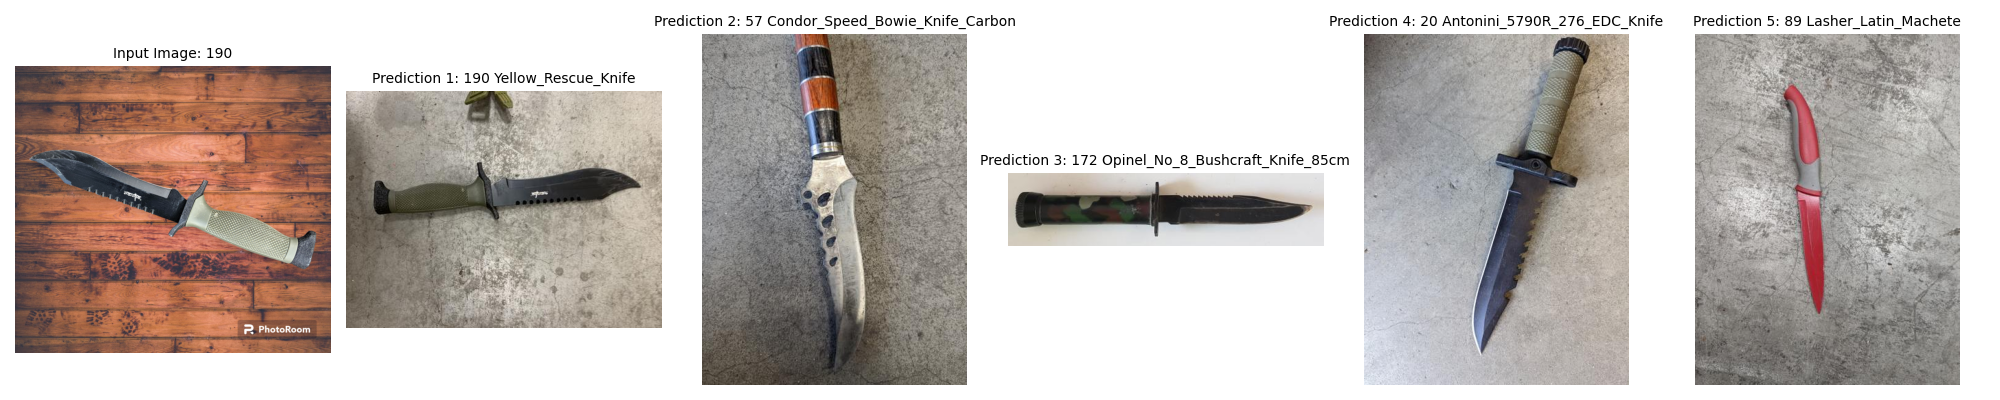 Input Image: 190
Prediction 1: 190 Yellow_Rescue_Knife
Prediction 2: 57 Condor_Speed_Bowie_Knife_Carbon
Prediction 3: 172 Opinel_No_8_Bushcraft_Knife_85cm
Prediction 4: 20 Antonini_5790R_276_EDC_Knife
Prediction 5: 89 Lasher_Latin_Machete
PhotoRoom